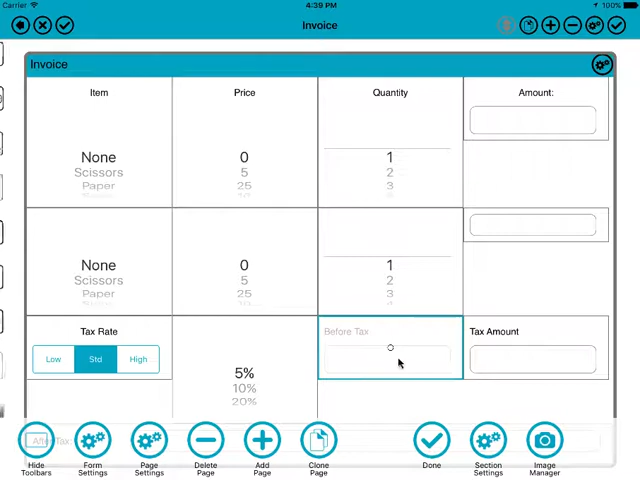 Carrier 4:39 PM 100%
Invoice
Invoice
Item Price Quantity Amount:
None 0 1
Scissors 5 2
Paper 25 3
None 0 1
Scissors 5 2
Paper 25 3
Tax Rate Before Tax Tax Amount
Low Std High
5%
10%
20%
After Tax:
Hide Toolbars
Form Settings
Page Settings
Delete Page
Add Page
Clone Page
Done
Section Settings
Image Manager